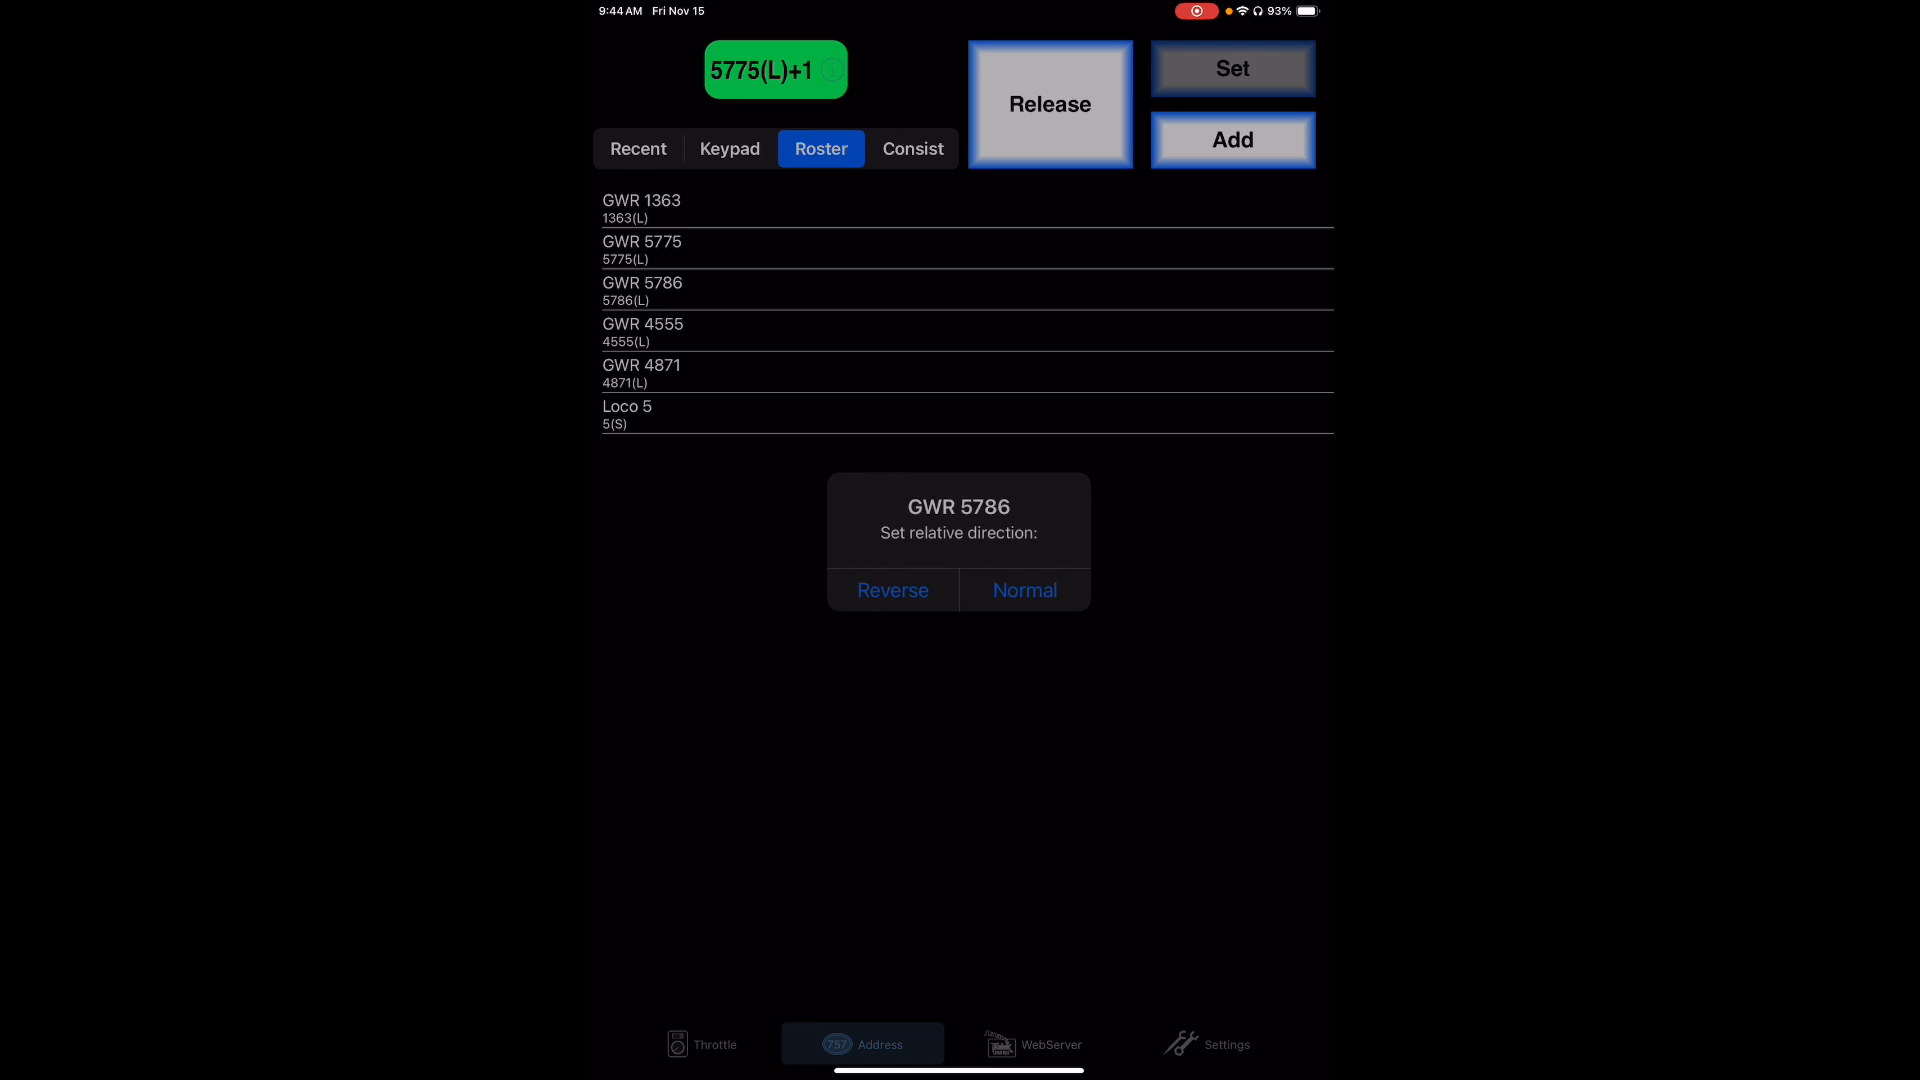 9:44 AM Fri Nov 15
93%
5775(L)+1
Release
Set
Add
Recent
Keypad
Roster
Consist
GWR 1363
1363(L)
GWR 5775
5775(L)
GWR 5786
5786(L)
GWR 4555
4555(L)
GWR 4871
4871(L)
Loco 5
5(S)
GWR 5786
Set relative direction:
Reverse
Normal
Throttle
757
Address
WebServer
Settings